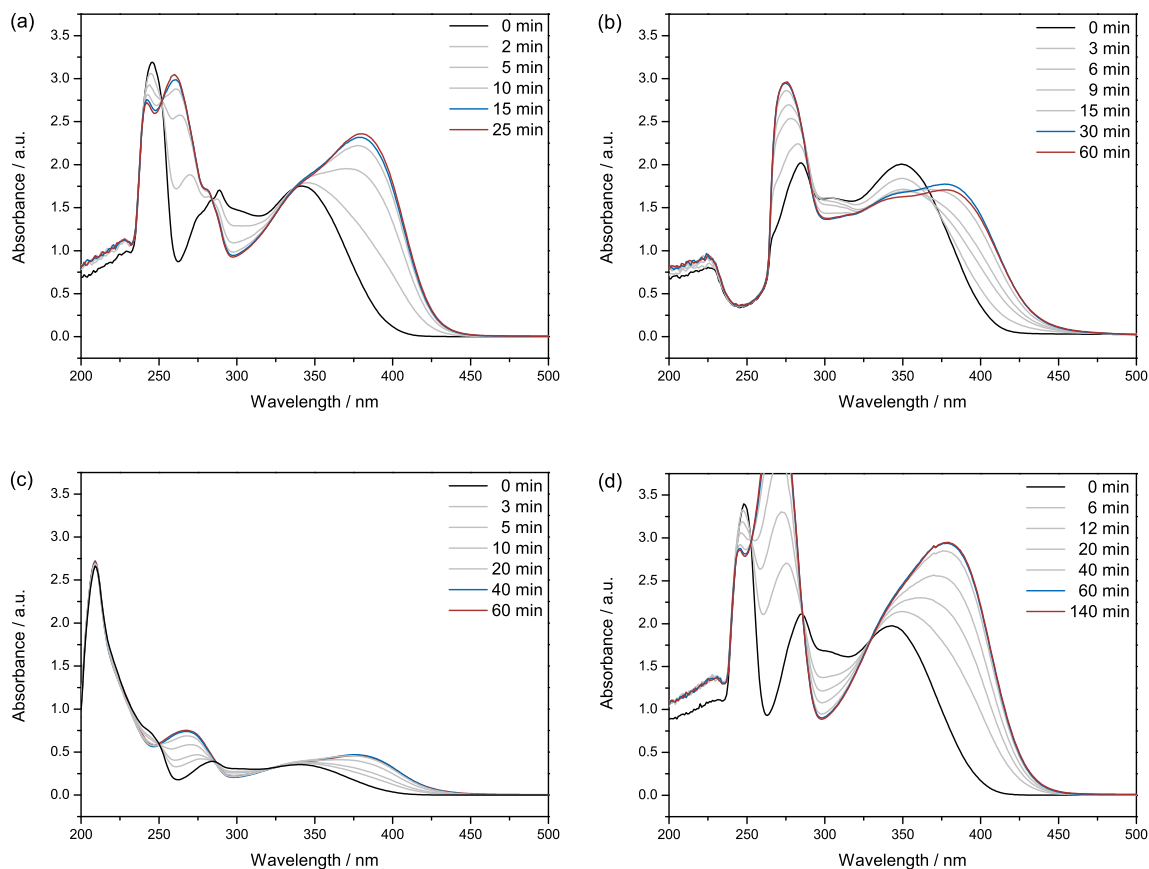 (a)
0 min
2 min
5 min
10 min
15 min
25 min
3.5
3.0
2.5
2.0
1.5
1.0
0.5
0.0
Absorbance / a.u.
200 250 300 350 400 450 500
Wavelength / nm
(b)
0 min
3 min
6 min
9 min
15 min
30 min
60 min
3.5
3.0
2.5
2.0
1.5
1.0
0.5
0.0
Absorbance / a.u.
200 250 300 350 400 450 500
Wavelength / nm
(c)
0 min
3 min
5 min
10 min
20 min
40 min
60 min
3.5
3.0
2.5
2.0
1.5
1.0
0.5
0.0
Absorbance / a.u.
200 250 300 350 400 450 500
Wavelength / nm
(d)
0 min
6 min
12 min
20 min
40 min
60 min
140 min
3.5
3.0
2.5
2.0
1.5
1.0
0.5
0.0
Absorbance / a.u.
200 250 300 350 400 450 500
Wavelength / nm